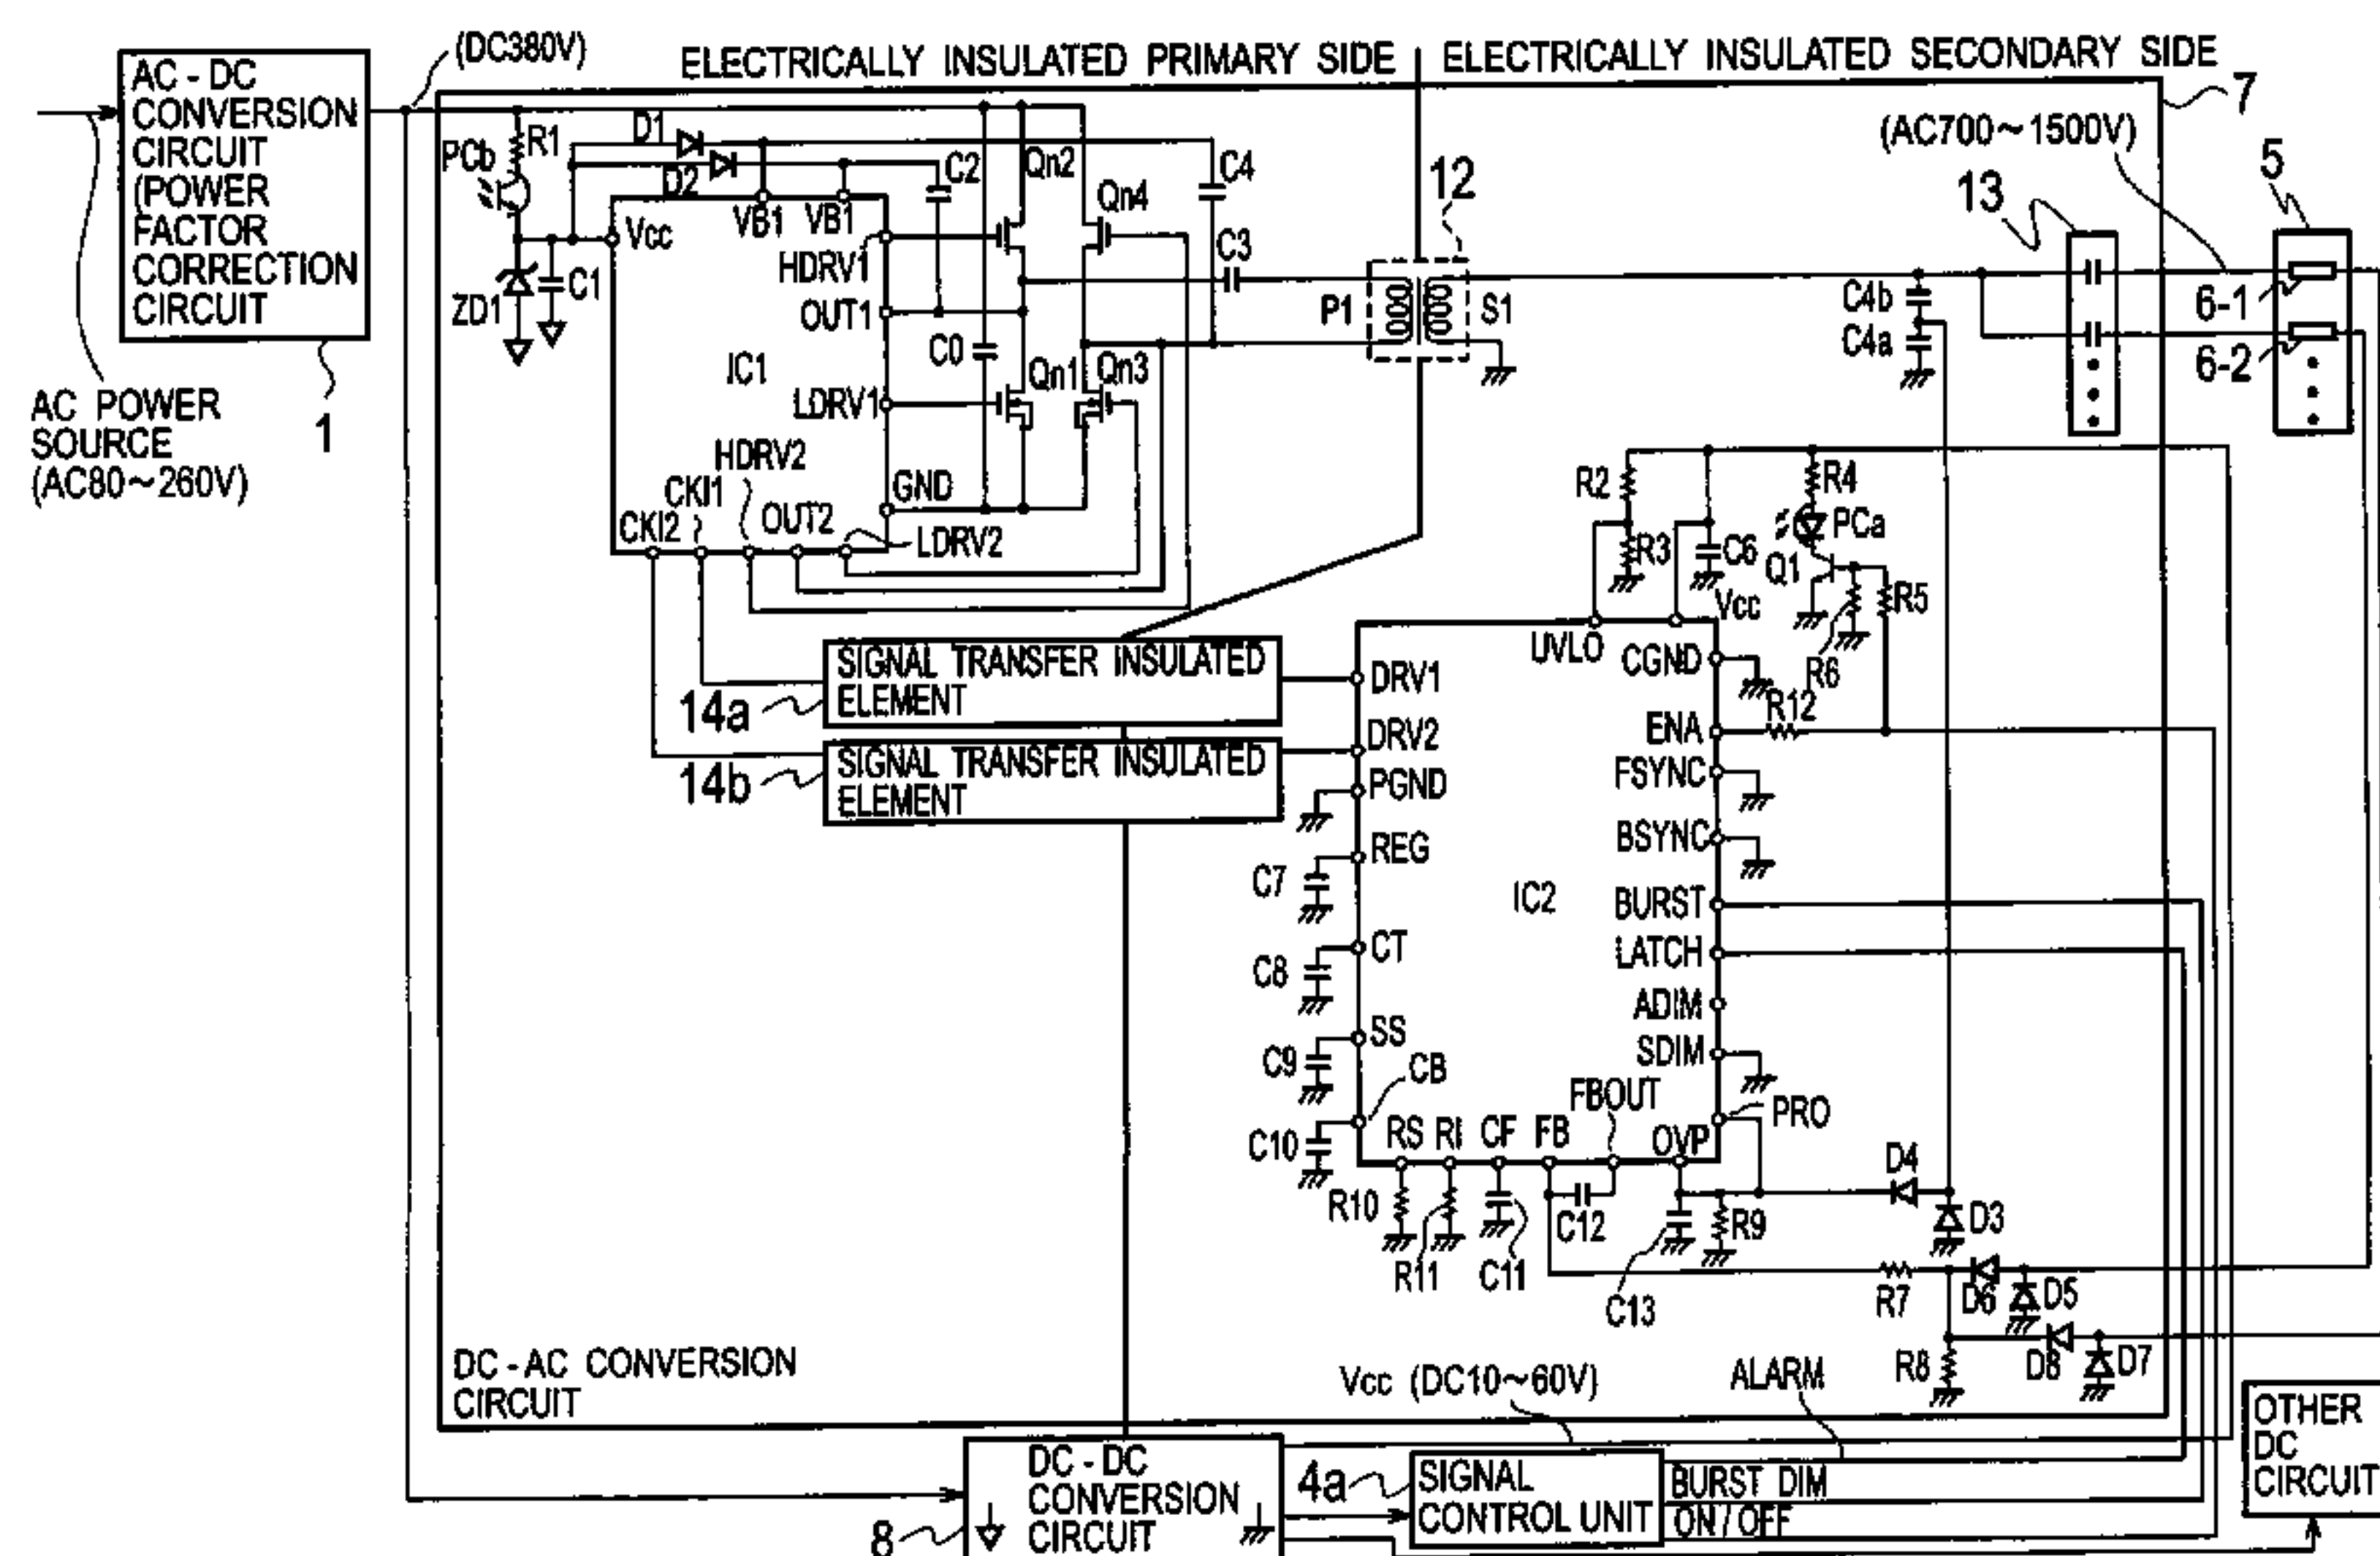 (DC380V)
ELECTRICALLY INSULATED PRIMARY SIDE
ELECTRICALLY INSULATED SECONDARY SIDE
7
AC - DC
CONVERSION
CIRCUIT
(POWER
FACTOR
CORRECTION
CIRCUIT
1
AC POWER
SOURCE
(AC80~260V)
PCb
R1
D1
D2
ZD1
C1
Vcc
VB1
VB1
C2
Qn2
C4
Qn4
HDRV1
OUT1
C0
C3
IC1
Qn1
Qn3
LDRV1
HDRV2
GND
CKI1
CKI2
OUT2
LDRV2
12
P1
S1
(AC700~1500V)
13
5
C4b
C4a
6-1
6-2
R2
R3
C6
R4
PCa
Q1
R5
R6
Vcc
UVLO
CGND
R12
SIGNAL TRANSFER INSULATED
ELEMENT
14a
SIGNAL TRANSFER INSULATED
ELEMENT
14b
DRV1
DRV2
PGND
REG
CT
SS
CB
C7
C8
C9
C10
IC2
ENA
FSYNC
BSYNC
BURST
LATCH
ADIM
SDIM
PRO
FBOUT
RS
RI
CF
FB
OVP
R10
R11
C11
C12
C13
R9
D4
D3
R7
D6
D5
R8
D8
D7
DC - AC CONVERSION
CIRCUIT
Vcc (DC10~60V)
ALARM
DC - DC
CONVERSION
CIRCUIT
8
4a
SIGNAL
CONTROL UNIT
BURST DIM
ON / OFF
OTHER
DC
CIRCUIT